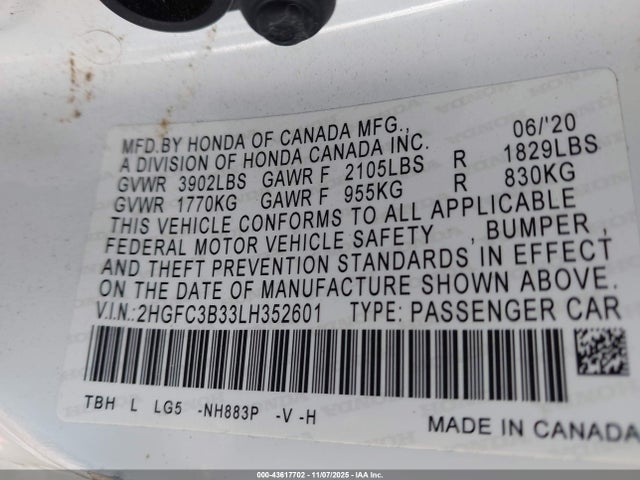 MFD.BY HONDA OF CANADA MFG., 06/'20
A DIVISION OF HONDA CANADA INC.
GVWR 3902LBS GAWR F 2105LBS R 1829LBS
GVWR 1770KG GAWR F 955KG R 830KG
THIS VEHICLE CONFORMS TO ALL APPLICABLE
FEDERAL MOTOR VEHICLE SAFETY , BUMPER ,
AND THEFT PREVENTION STANDARDS IN EFFECT
ON THE DATE OF MANUFACTURE SHOWN ABOVE.
V.I.N.:2HGFC3B33LH352601 TYPE: PASSENGER CAR
TBH L LG5 -NH883P -V -H
MADE IN CANADA
000-43617702 - 11/07/2025 - IAA Inc.